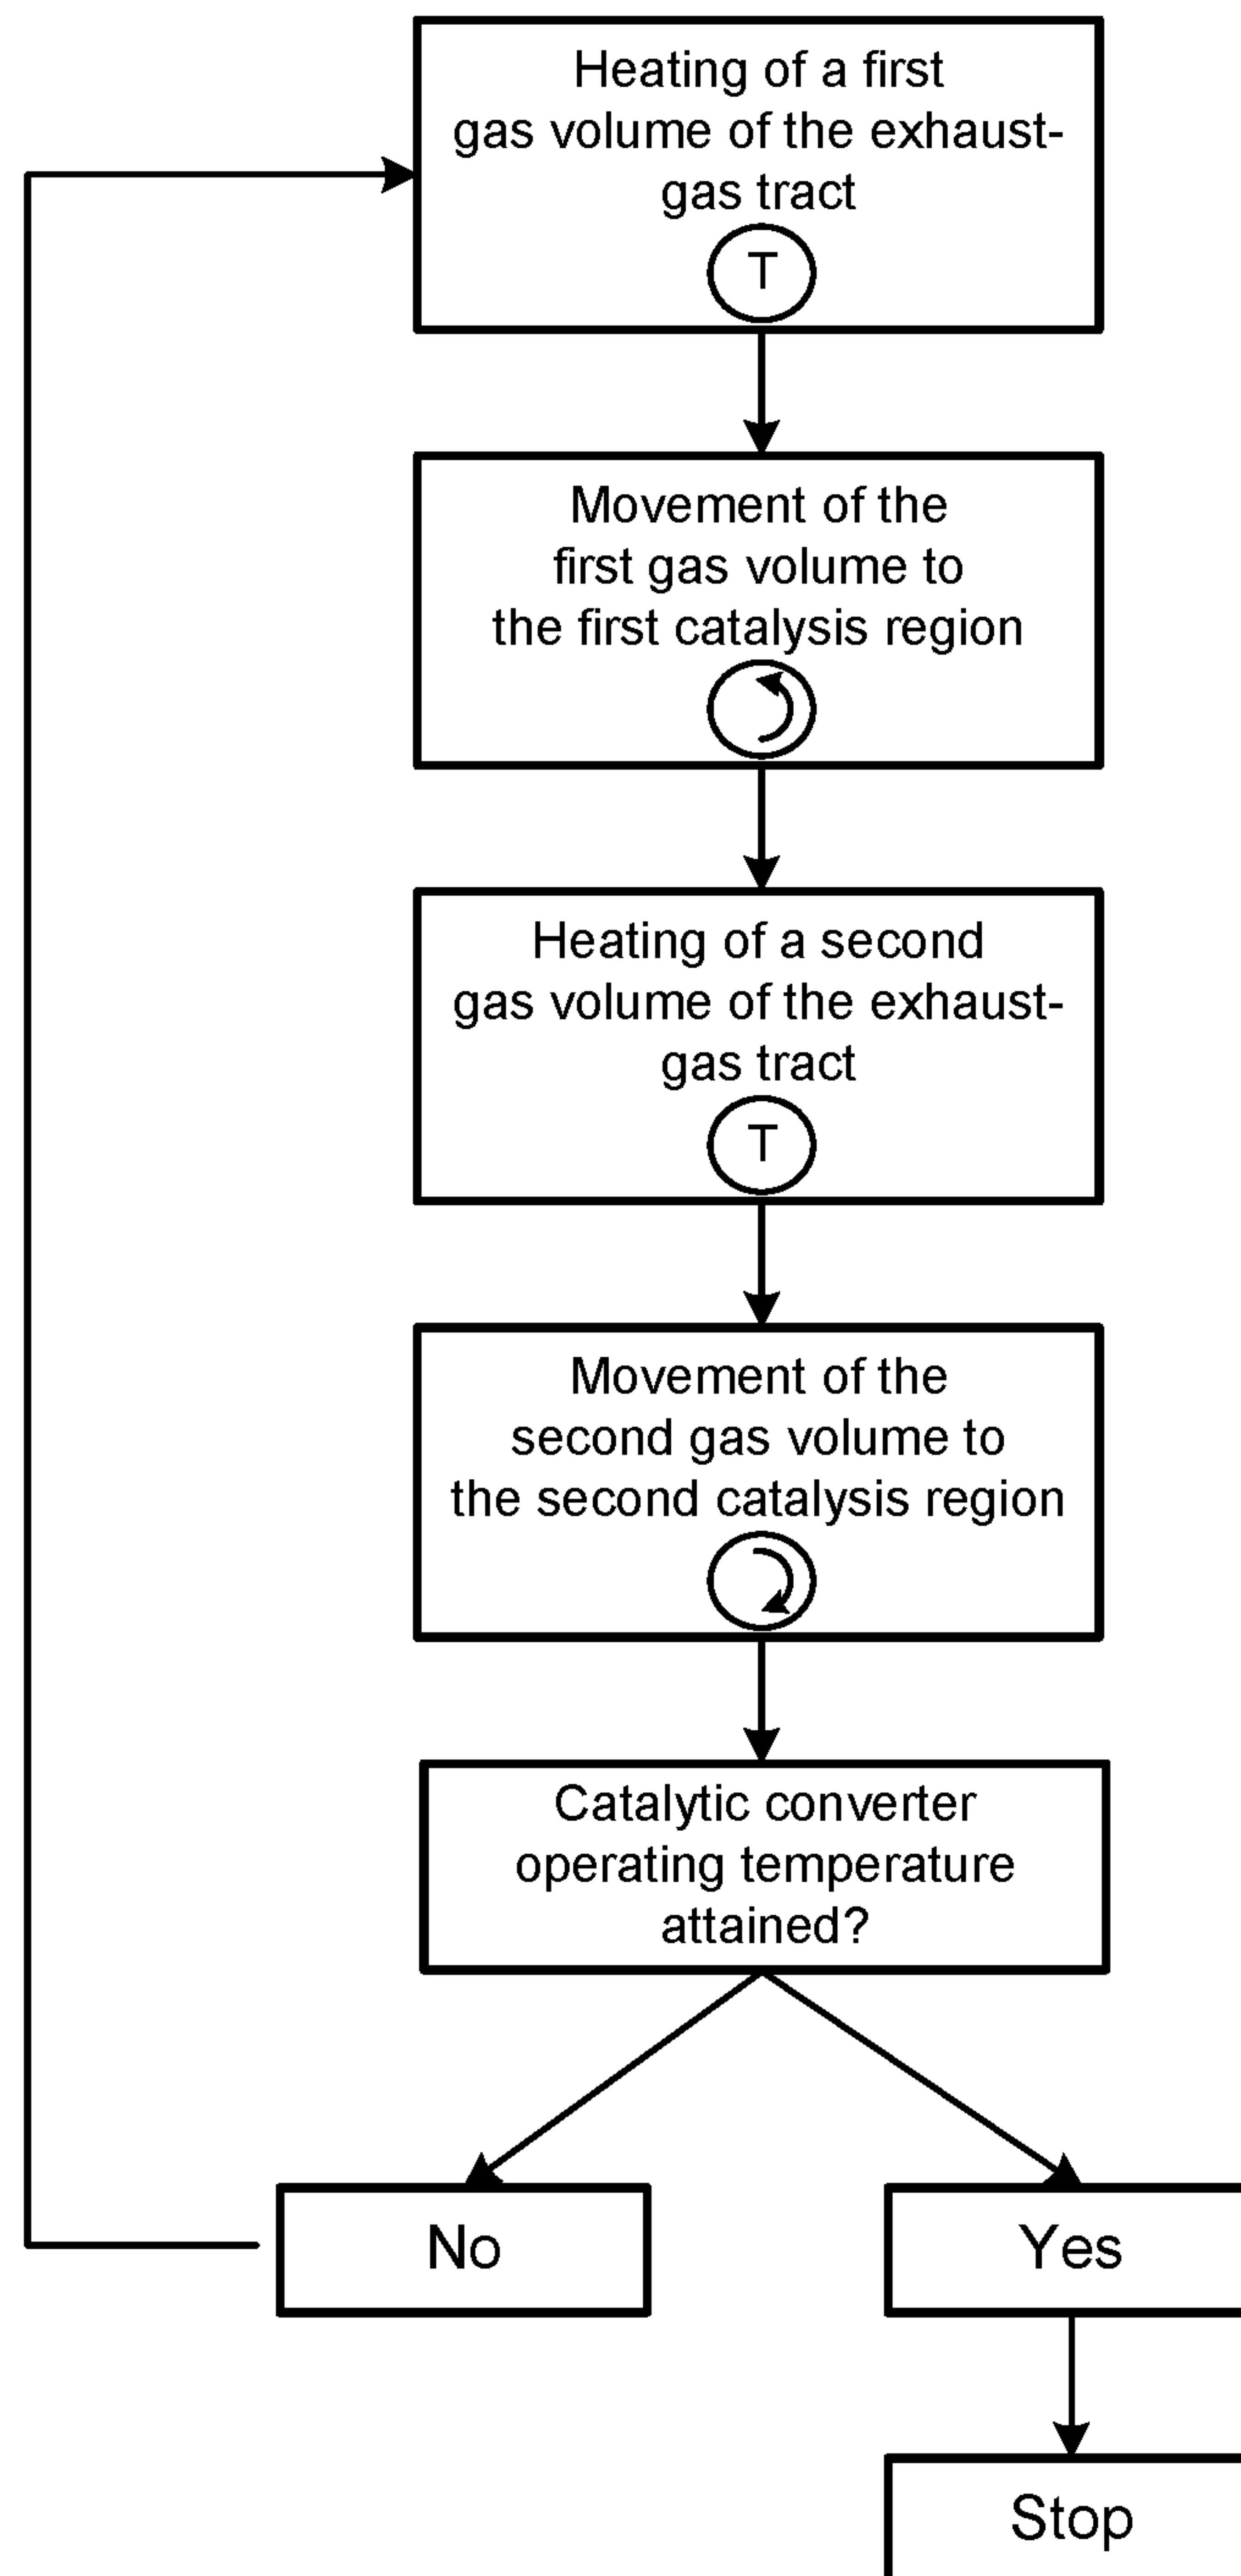 Heating of a first
gas volume of the exhaust-
gas tract
T
Movement of the
first gas volume to
the first catalysis region
Heating of a second
gas volume of the exhaust-
gas tract
T
Movement of the
second gas volume to
the second catalysis region
Catalytic converter
operating temperature
attained?
No
Yes
Stop